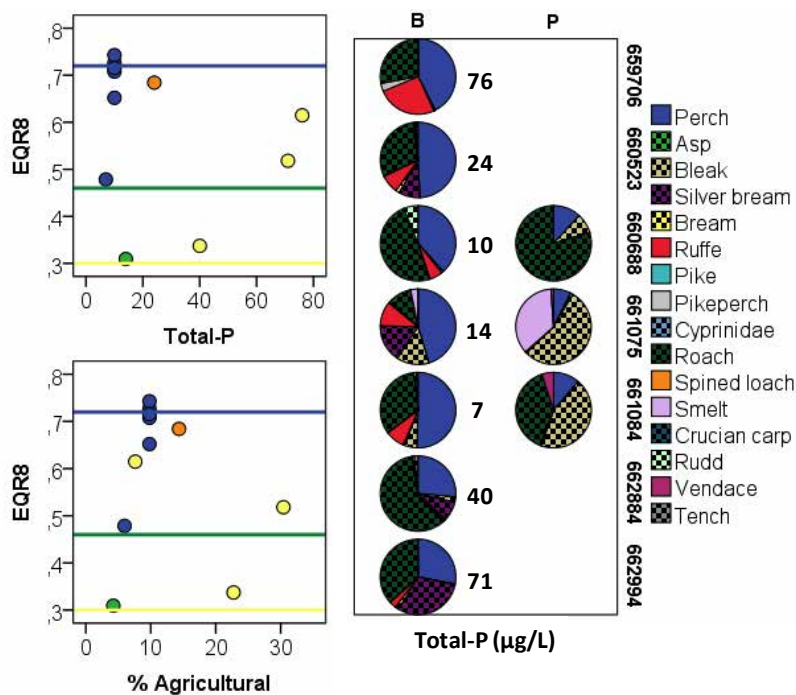 ,8
,7
,6
,5
,4
,3
EQR8
0 20 40 60 80
Total-P
,8
,7
,6
,5
,4
,3
EQR8
0 10 20 30
% Agricultural
B P
76 659706
24 660523
10 660688
14 661075
7 661084
40 662884
71 662994
Total-P (µg/L)
Perch
Asp
Bleak
Silver bream
Bream
Ruffe
Pike
Pikeperch
Cyprinidae
Roach
Spined loach
Smelt
Crucian carp
Rudd
Vendace
Tench